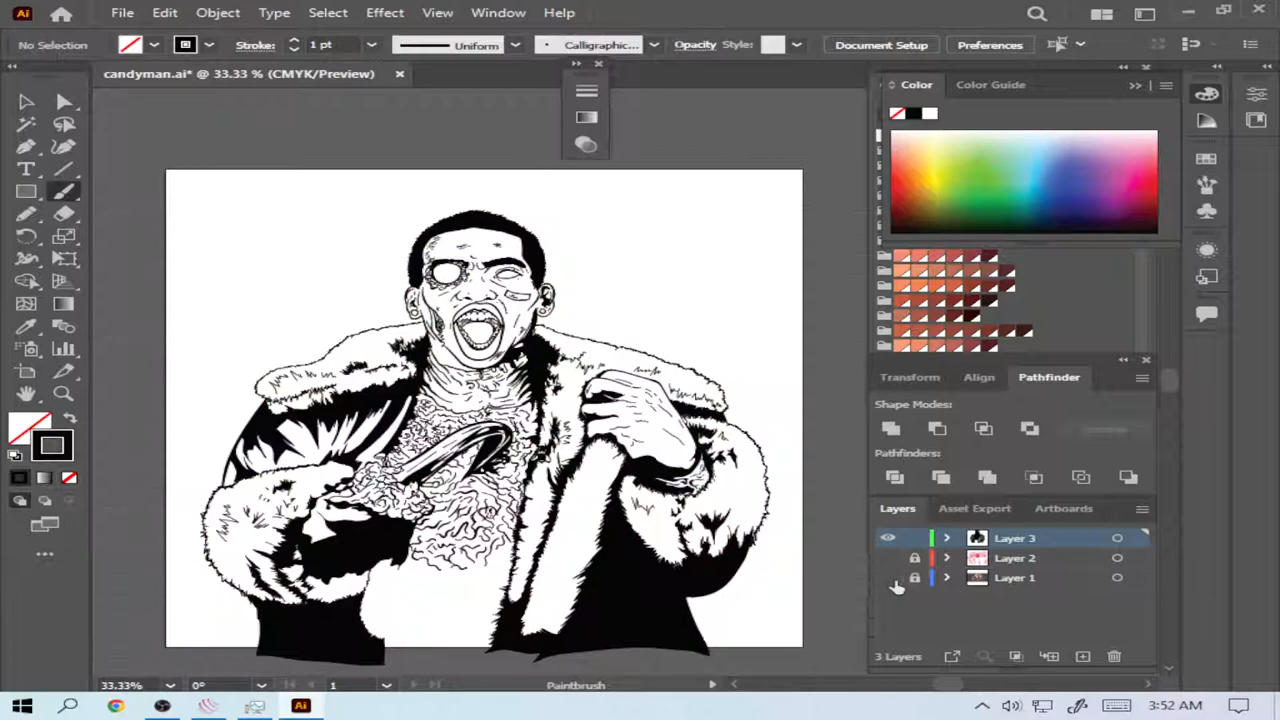 Ai File Edit Object Type Select Effect View Window Help
No Selection Stroke: 1 pt Uniform Calligraphic... Opacity Style: Document Setup Preferences
candyman.ai* @ 33.33 % (CMYK/Preview)
Color Color Guide
Transform Align Pathfinder
Shape Modes:
Pathfinders:
Layers Asset Export Artboards
Layer 3
Layer 2
Layer 1
3 Layers
33.33% 0° 1 Paintbrush
Ai 3:52 AM